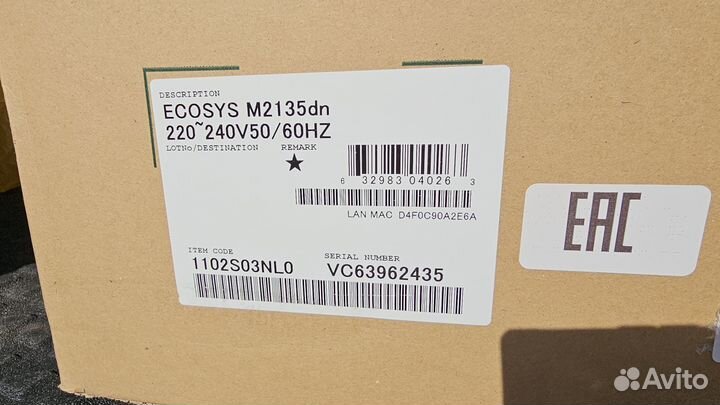 DESCRIPTION
ECOSYS M2135dn
220~240V50/60HZ
LOTNo/DESTINATION REMARK
★
6 32983 04026 3
LAN MAC D4F0C90A2E6A
ITEM CODE SERIAL NUMBER
1102S03NL0 VC63962435
EAC
Avito